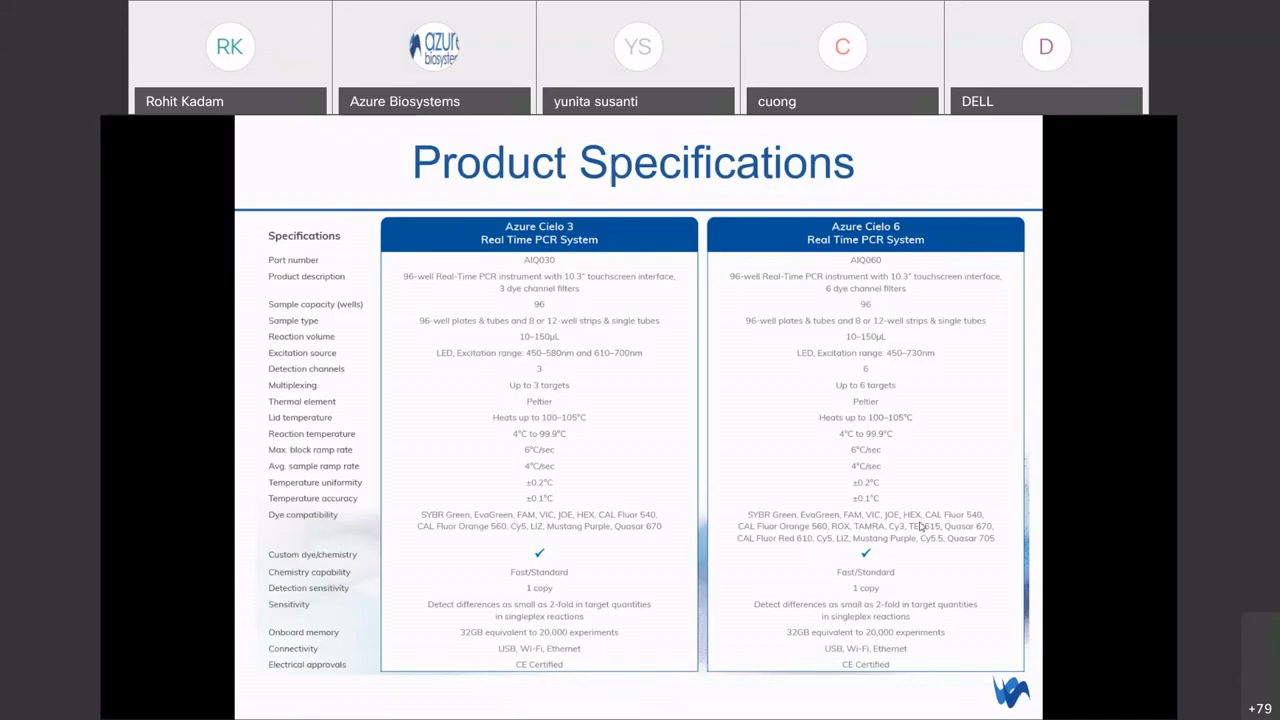 RK
azure
biosystems
YS
C
D
Rohit Kadam
Azure Biosystems
yunita susanti
cuong
DELL
Product Specifications
Specifications
Azure Cielo 3
Real Time PCR System
Azure Cielo 6
Real Time PCR System
Part number AIQ030 AIQ060
Product description 96-well Real-Time PCR instrument with 10.3" touchscreen interface, 96-well Real-Time PCR instrument with 10.3" touchscreen interface,
3 dye channel filters 6 dye channel filters
Sample capacity (wells) 96 96
Sample type 96-well plates & tubes and 8 or 12-well strips & single tubes 96-well plates & tubes and 8 or 12-well strips & single tubes
Reaction volume 10–150µL 10–150µL
Excitation source LED, Excitation range: 450–580nm and 610–700nm LED, Excitation range: 450–730nm
Detection channels 3 6
Multiplexing Up to 3 targets Up to 6 targets
Thermal element Peltier Peltier
Lid temperature Heats up to 100–105°C Heats up to 100–105°C
Reaction temperature 4°C to 99.9°C 4°C to 99.9°C
Max. block ramp rate 6°C/sec 6°C/sec
Avg. sample ramp rate 4°C/sec 4°C/sec
Temperature uniformity ±0.2°C ±0.2°C
Temperature accuracy ±0.1°C ±0.1°C
Dye compatibility SYBR Green, EvaGreen, FAM, VIC, JOE, HEX, CAL Fluor 540, SYBR Green, EvaGreen, FAM, VIC, JOE, HEX, CAL Fluor 540,
CAL Fluor Orange 560, Cy5, LIZ, Mustang Purple, Quasar 670 CAL Fluor Orange 560, ROX, TAMRA, Cy3, 615, Quasar 670,
CAL Fluor Red 610, Cy5, LIZ, Mustang Purple, Cy5.5, Quasar 705
Custom dye/chemistry ✓ ✓
Chemistry capability Fast/Standard Fast/Standard
Detection sensitivity 1 copy 1 copy
Sensitivity Detect differences as small as 2-fold in target quantities Detect differences as small as 2-fold in target quantities
in singleplex reactions in singleplex reactions
Onboard memory 32GB equivalent to 20,000 experiments 32GB equivalent to 20,000 experiments
Connectivity USB, Wi-Fi, Ethernet USB, Wi-Fi, Ethernet
Electrical approvals CE Certified CE Certified
+79